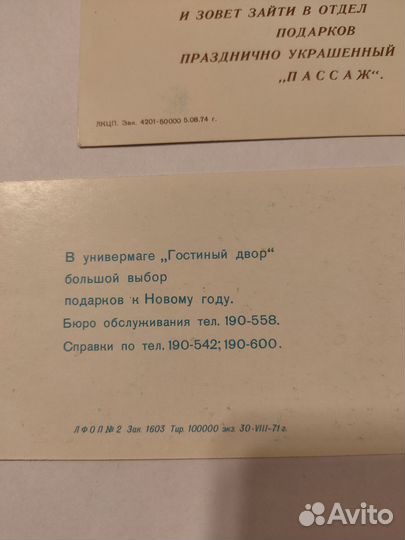 И ЗОВЕТ ЗАЙТИ В ОТДЕЛ
ПОДАРКОВ
ПРАЗДНИЧНО УКРАШЕННЫЙ
„ПАССАЖ“.
ЛКЦП. Зак. 4201-50000 5.08.74 г.
В универмаге „Гостиный двор“
большой выбор
подарков к Новому году.
Бюро обслуживания тел. 190-558.
Справки по тел. 190-542; 190-600.
ЛФОП № 2 Зак. 1603 Тир. 100000 экз. 30-VIII-71 г.
Avito